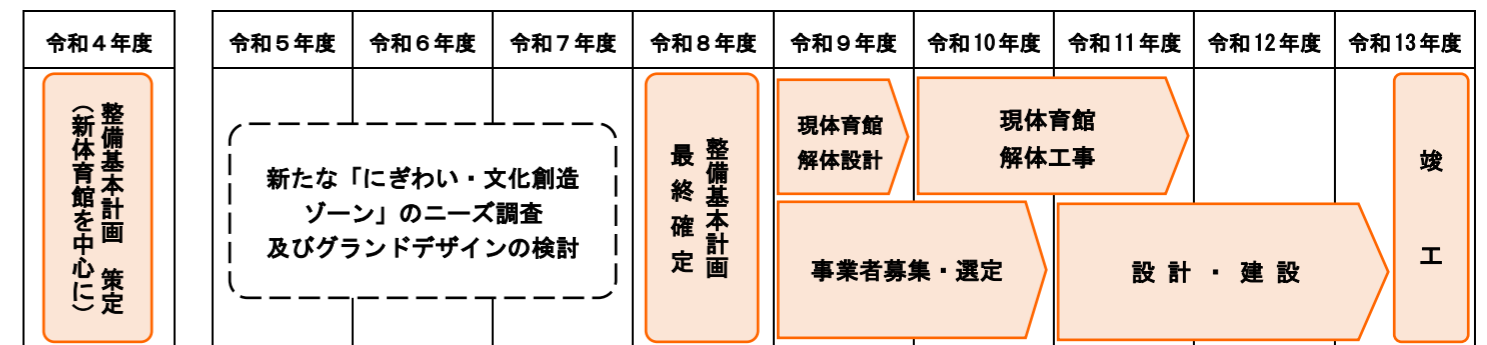 令和４年度
令和５年度
令和６年度
令和７年度
令和８年度
令和９年度
令和10年度
令和11年度
令和12年度
令和13年度
整備基本計画　策定
（新体育館を中心に）
新たな「にぎわい・文化創造
ゾーン」のニーズ調査
及びグランドデザインの検討
整備基本計画
最終確定
現体育館
解体設計
現体育館
解体工事
事業者募集・選定
設計・建設
竣工